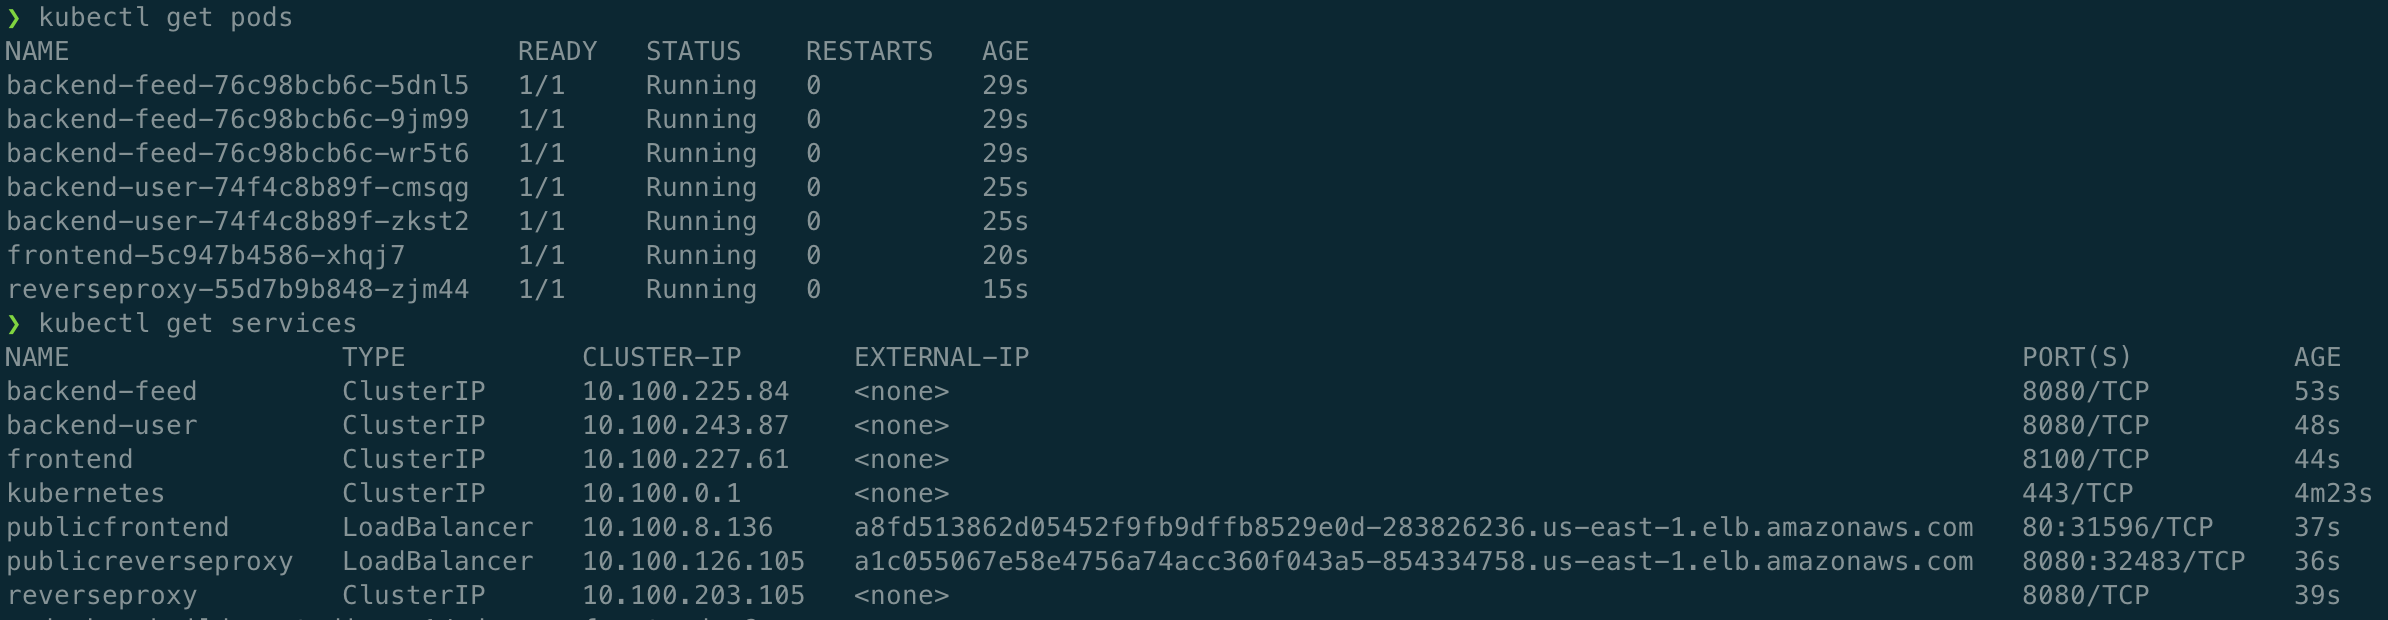 ❯ kubectl get pods
NAME                            READY   STATUS    RESTARTS   AGE
backend-feed-76c98bcb6c-5dnl5   1/1     Running   0          29s
backend-feed-76c98bcb6c-9jm99   1/1     Running   0          29s
backend-feed-76c98bcb6c-wr5t6   1/1     Running   0          29s
backend-user-74f4c8b89f-cmsqg   1/1     Running   0          25s
backend-user-74f4c8b89f-zkst2   1/1     Running   0          25s
frontend-5c947b4586-xhqj7       1/1     Running   0          20s
reverseproxy-55d7b9b848-zjm44   1/1     Running   0          15s
❯ kubectl get services
NAME                 TYPE           CLUSTER-IP       EXTERNAL-IP                                                              PORT(S)          AGE
backend-feed         ClusterIP      10.100.225.84    <none>                                                                   8080/TCP         53s
backend-user         ClusterIP      10.100.243.87    <none>                                                                   8080/TCP         48s
frontend             ClusterIP      10.100.227.61    <none>                                                                   8100/TCP         44s
kubernetes           ClusterIP      10.100.0.1       <none>                                                                   443/TCP          4m23s
publicfrontend       LoadBalancer   10.100.8.136     a8fd513862d05452f9fb9dffb8529e0d-283826236.us-east-1.elb.amazonaws.com   80:31596/TCP     37s
publicreverseproxy   LoadBalancer   10.100.126.105   a1c055067e58e4756a74acc360f043a5-854334758.us-east-1.elb.amazonaws.com   8080:32483/TCP   36s
reverseproxy         ClusterIP      10.100.203.105   <none>                                                                   8080/TCP         39s